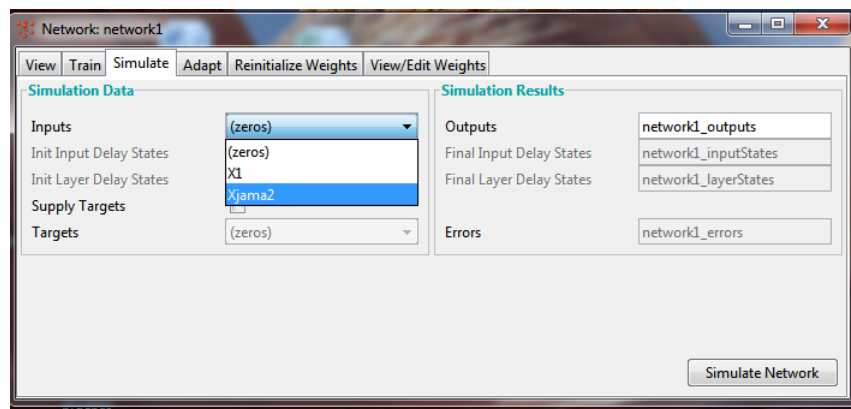 Network: network1
View Train Simulate Adapt Reinitialize Weights View/Edit Weights
Simulation Data
Inputs (zeros)
Init Input Delay States (zeros)
X1
Init Layer Delay States Xjama2
Supply Targets
Targets (zeros)
Simulation Results
Outputs network1_outputs
Final Input Delay States network1_inputStates
Final Layer Delay States network1_layerStates
Errors network1_errors
Simulate Network